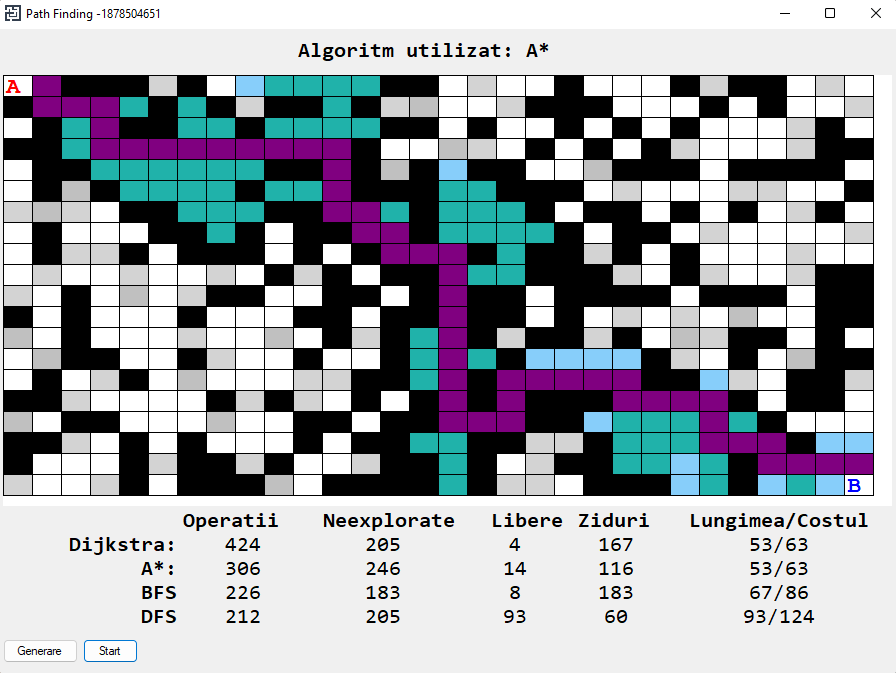 Path Finding -1878504651
Algoritm utilizat: A*
A
B
Operatii Neexplorate Libere Ziduri Lungimea/Costul
Dijkstra: 424 205 4 167 53/63
A*: 306 246 14 116 53/63
BFS 226 183 8 183 67/86
DFS 212 205 93 60 93/124
Generare Start